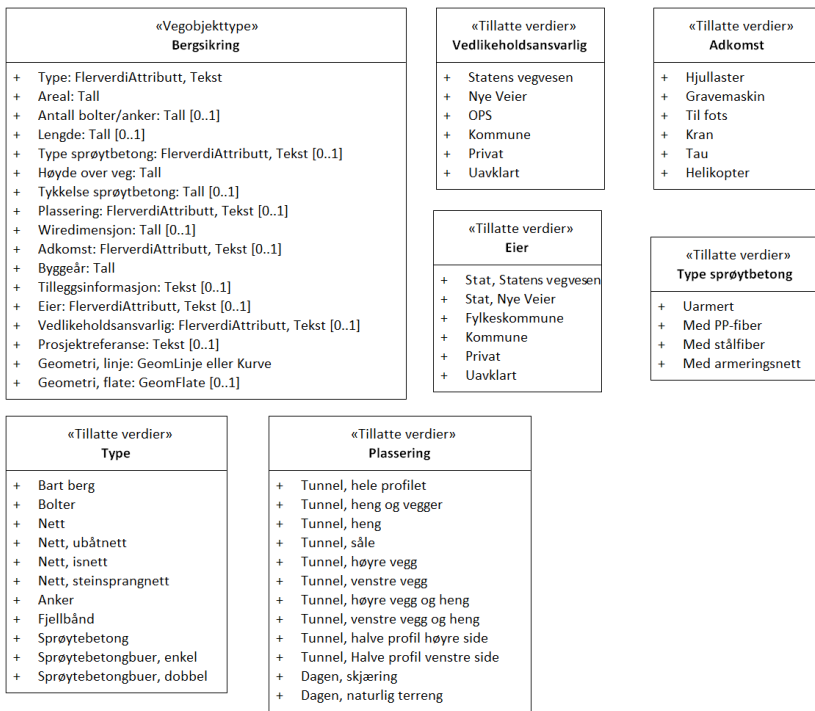 «Vegobjekttype»
Bergsikring
+ Type: FlerverdiAttributt, Tekst
+ Areal: Tall
+ Antall bolter/anker: Tall [0..1]
+ Lengde: Tall [0..1]
+ Type sprøytbetong: FlerverdiAttributt, Tekst [0..1]
+ Høyde over veg: Tall
+ Tykkelse sprøytbetong: Tall [0..1]
+ Plassering: FlerverdiAttributt, Tekst [0..1]
+ Wiredimensjon: Tall [0..1]
+ Adkomst: FlerverdiAttributt, Tekst [0..1]
+ Byggeår: Tall
+ Tilleggsinformasjon: Tekst [0..1]
+ Eier: FlerverdiAttributt, Tekst [0..1]
+ Vedlikeholdsansvarlig: FlerverdiAttributt, Tekst [0..1]
+ Prosjektreferanse: Tekst [0..1]
+ Geometri, linje: GeomLinje eller Kurve
+ Geometri, flate: GeomFlate [0..1]
«Tillatte verdier»
Vedlikeholdsansvarlig
+ Statens vegvesen
+ Nye Veier
+ OPS
+ Kommune
+ Privat
+ Uavklart
«Tillatte verdier»
Adkomst
+ Hjullaster
+ Gravemaskin
+ Til fots
+ Kran
+ Tau
+ Helikopter
«Tillatte verdier»
Eier
+ Stat, Statens vegvesen
+ Stat, Nye Veier
+ Fylkeskommune
+ Kommune
+ Privat
+ Uavklart
«Tillatte verdier»
Type sprøytbetong
+ Uarmert
+ Med PP-fiber
+ Med stålfiber
+ Med armeringsnett
«Tillatte verdier»
Type
+ Bart berg
+ Bolter
+ Nett
+ Nett, ubåtnett
+ Nett, isnett
+ Nett, steinsprangnett
+ Anker
+ Fjellbånd
+ Sprøytebetong
+ Sprøytebetongbuer, enkel
+ Sprøytebetongbuer, dobbel
«Tillatte verdier»
Plassering
+ Tunnel, hele profilet
+ Tunnel, heng og vegger
+ Tunnel, heng
+ Tunnel, såle
+ Tunnel, høyre vegg
+ Tunnel, venstre vegg
+ Tunnel, høyre vegg og heng
+ Tunnel, venstre vegg og heng
+ Tunnel, halve profil høyre side
+ Tunnel, Halve profil venstre side
+ Dagen, skjæring
+ Dagen, naturlig terreng